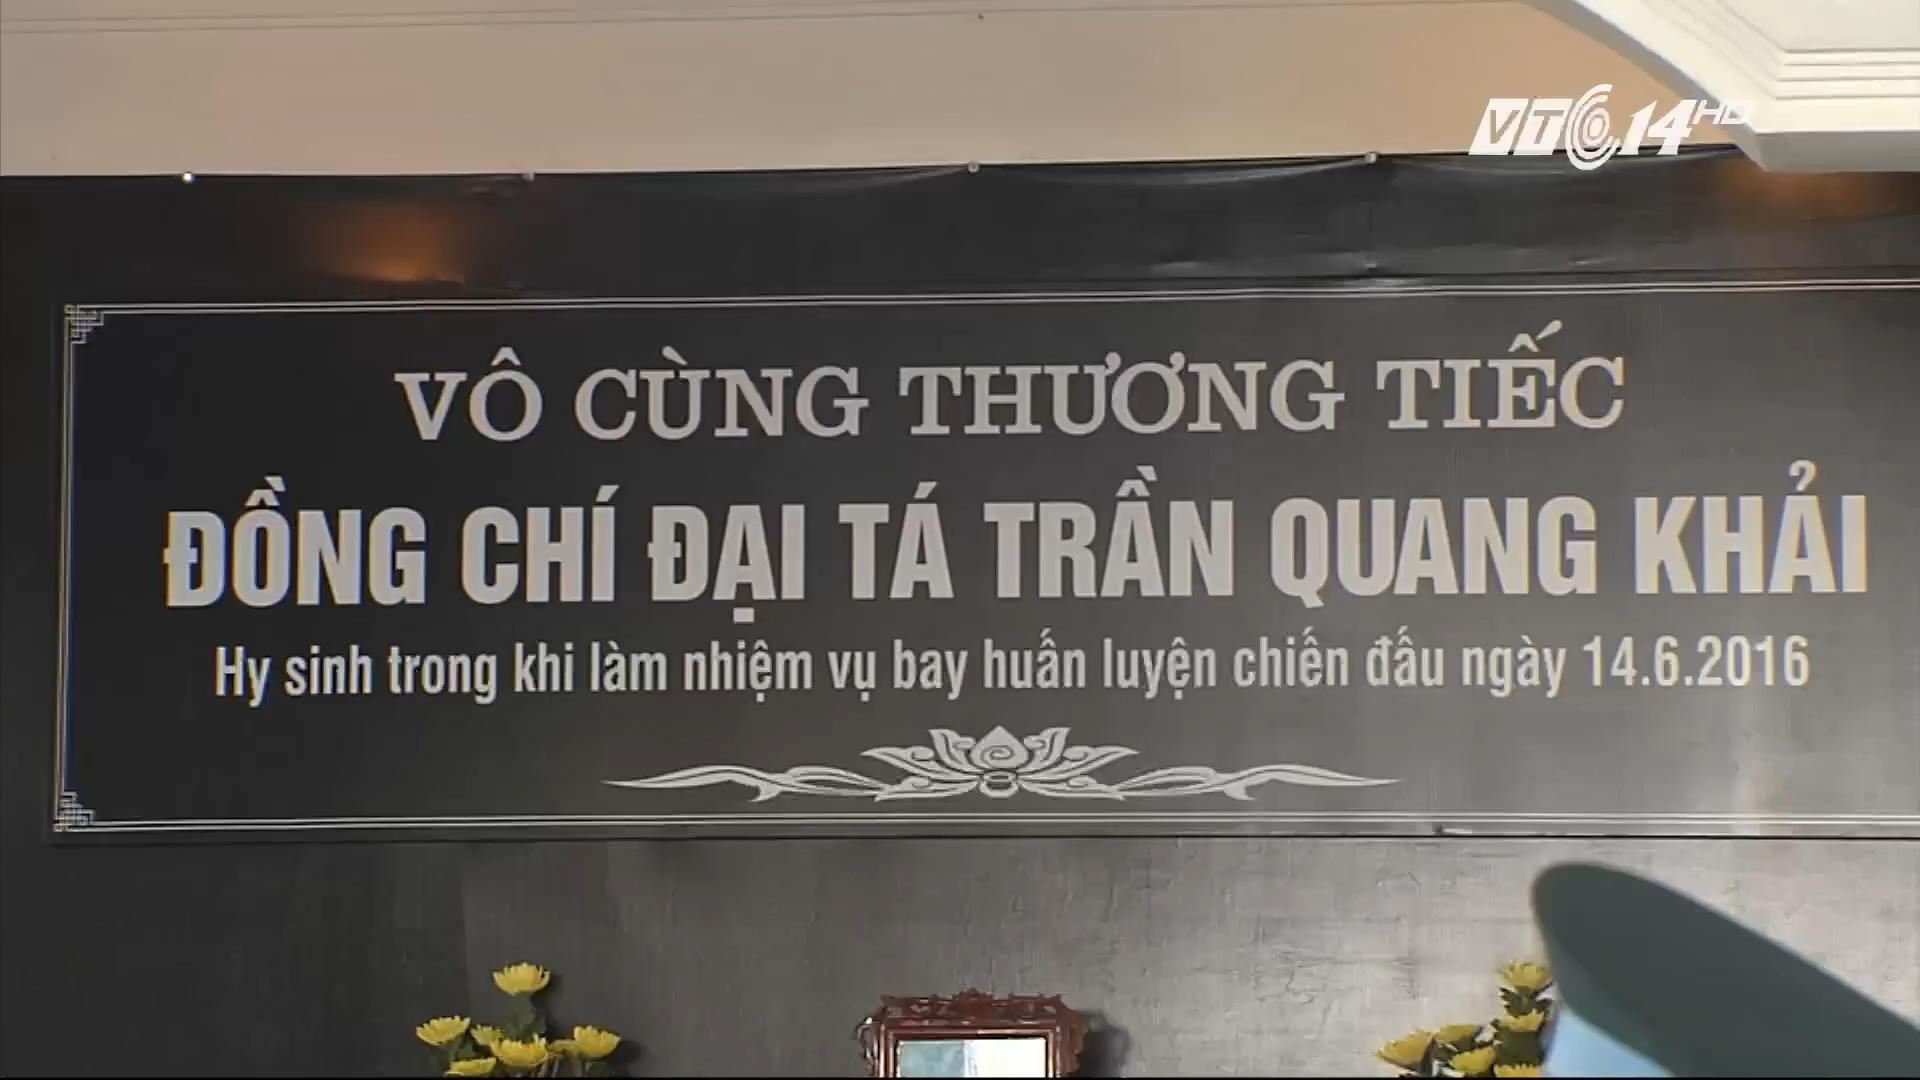 VTC14 HD
VÔ CÙNG THƯƠNG TIẾC
ĐỒNG CHÍ ĐẠI TÁ TRẦN QUANG KHẢI
Hy sinh trong khi làm nhiệm vụ bay huấn luyện chiến đấu ngày 14.6.2016